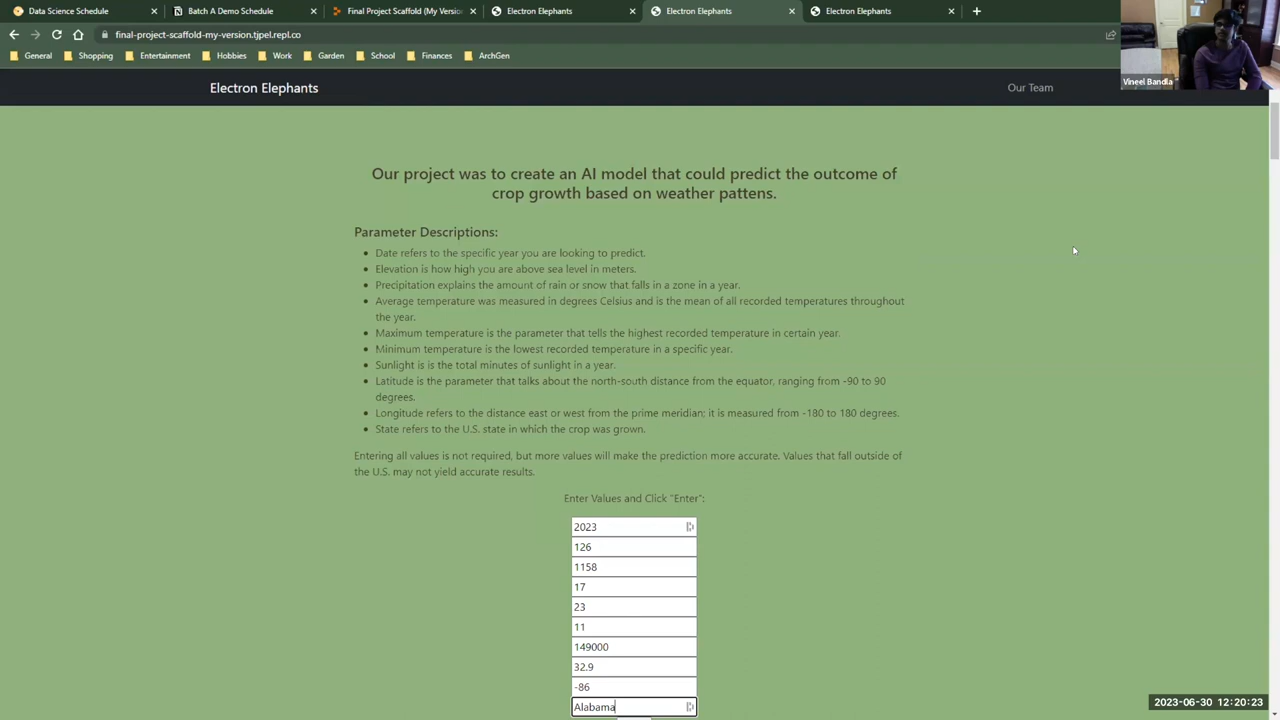 Data Science Schedule
Batch A Demo Schedule
Final Project Scaffold (My Versio
Electron Elephants
Electron Elephants
Electron Elephants
final-project-scaffold-my-version.tjpel.repl.co
General
Shopping
Entertainment
Hobbies
Work
Garden
School
Finances
ArchGen
Vineel Bandla
Electron Elephants
Our Team
Our project was to create an AI model that could predict the outcome of
crop growth based on weather pattens.
Parameter Descriptions:
Date refers to the specific year you are looking to predict.
Elevation is how high you are above sea level in meters.
Precipitation explains the amount of rain or snow that falls in a zone in a year.
Average temperature was measured in degrees Celsius and is the mean of all recorded temperatures throughout
the year.
Maximum temperature is the parameter that tells the highest recorded temperature in certain year.
Minimum temperature is the lowest recorded temperature in a specific year.
Sunlight is is the total minutes of sunlight in a year.
Latitude is the parameter that talks about the north-south distance from the equator, ranging from -90 to 90
degrees.
Longitude refers to the distance east or west from the prime meridian; it is measured from -180 to 180 degrees.
State refers to the U.S. state in which the crop was grown.
Entering all values is not required, but more values will make the prediction more accurate. Values that fall outside of
the U.S. may not yield accurate results.
Enter Values and Click "Enter":
2023
126
1158
17
23
11
149000
32.9
-86
Alabama
2023-06-30 12:20:23